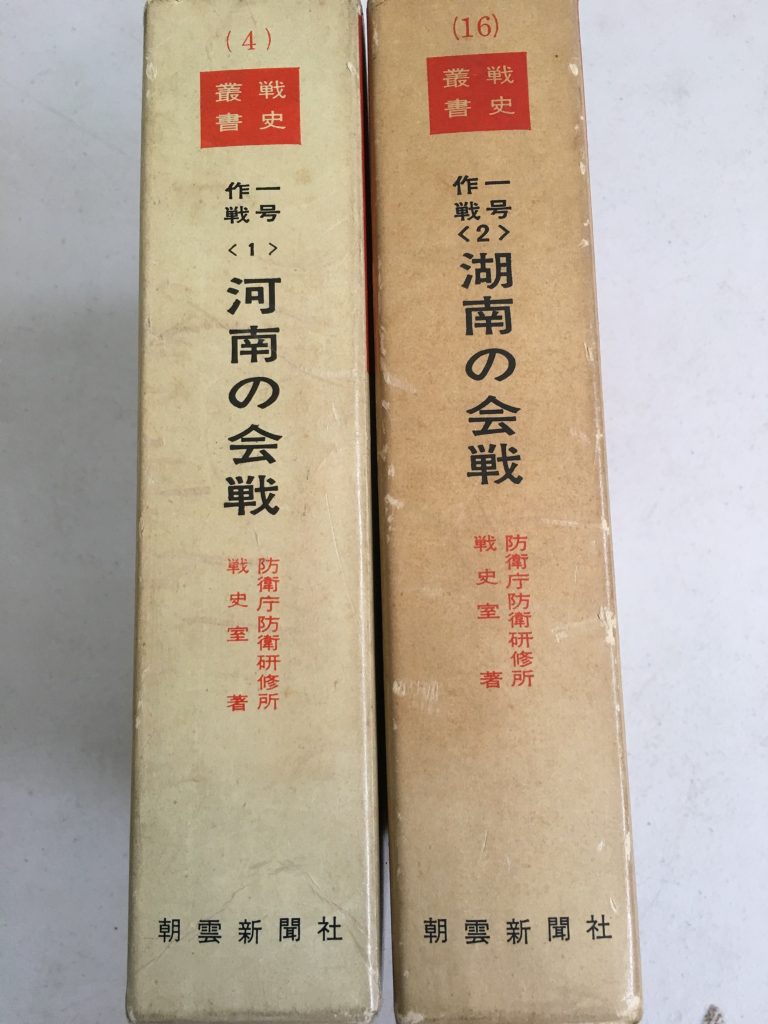 (4)
戦史
叢書
一号
作戦
〈1〉
河南の会戦
防衛庁防衛研修所
戦史室 著
朝雲新聞社
(16)
戦史
叢書
一号
作戦
〈2〉
湖南の会戦
防衛庁防衛研修所
戦史室 著
朝雲新聞社